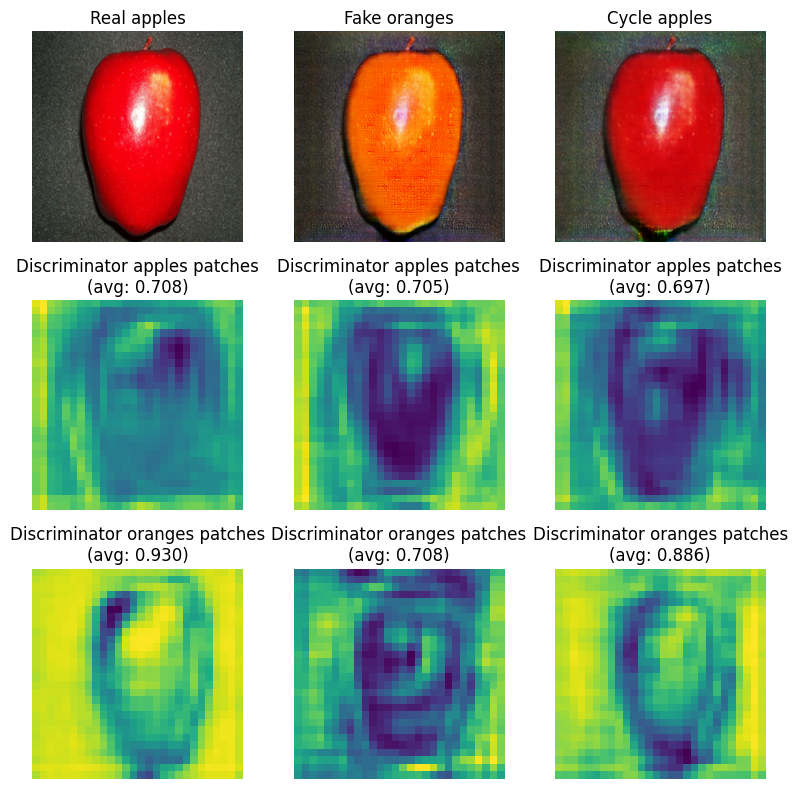 Real apples
Fake oranges
Cycle apples
Discriminator apples patches
(avg: 0.708)
Discriminator apples patches
(avg: 0.705)
Discriminator apples patches
(avg: 0.697)
Discriminator oranges patches
(avg: 0.930)
Discriminator oranges patches
(avg: 0.708)
Discriminator oranges patches
(avg: 0.886)